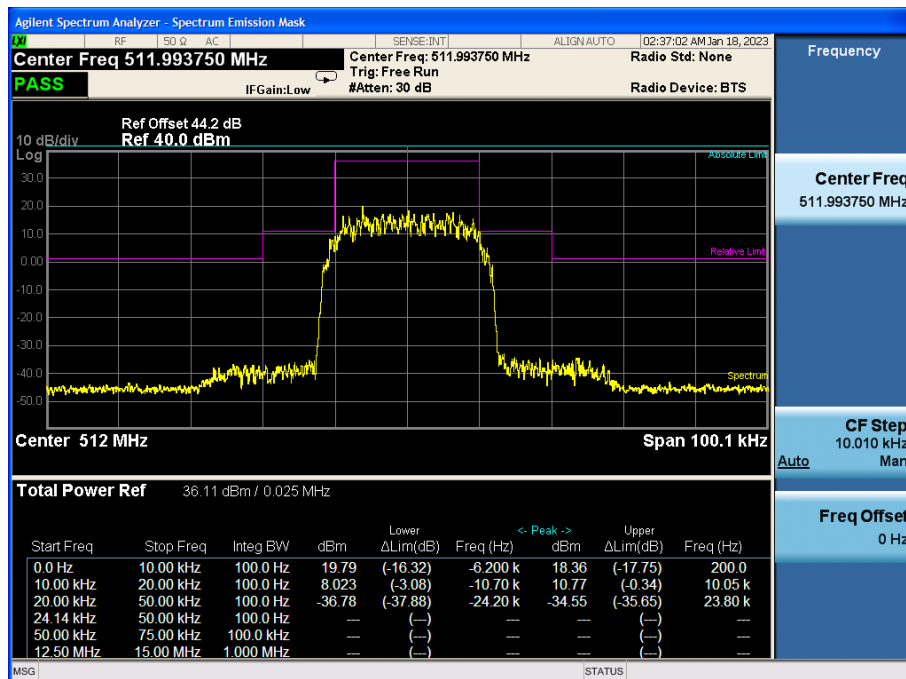 Agilent Spectrum Analyzer - Spectrum Emission Mask
LXI RF 50 Ω AC SENSE:INT ALIGN AUTO 02:37:02 AM Jan 18, 2023
Center Freq 511.993750 MHz Center Freq: 511.993750 MHz Radio Std: None
Trig: Free Run
PASS IFGain:Low #Atten: 30 dB Radio Device: BTS
Ref Offset 44.2 dB
10 dB/div Ref 40.0 dBm
Log
Absolute Limit
30.0
20.0
10.0
Relative Limit
0.00
-10.0
-20.0
-30.0
-40.0
Spectrum
-50.0
Center 512 MHz Span 100.1 kHz
Total Power Ref 36.11 dBm / 0.025 MHz
Lower <- Peak -> Upper
Start Freq Stop Freq Integ BW dBm ΔLim(dB) Freq (Hz) dBm ΔLim(dB) Freq (Hz)
0.0 Hz 10.00 kHz 100.0 Hz 19.79 (-16.32) -6.200 k 18.36 (-17.75) 200.0
10.00 kHz 20.00 kHz 100.0 Hz 8.023 (-3.08) -10.70 k 10.77 (-0.34) 10.05 k
20.00 kHz 50.00 kHz 100.0 Hz -36.78 (-37.88) -24.20 k -34.55 (-35.65) 23.80 k
24.14 kHz 50.00 kHz 100.0 Hz --- (---) --- --- (---) ---
50.00 kHz 75.00 kHz 100.0 kHz --- (---) --- --- (---) ---
12.50 MHz 15.00 MHz 1.000 MHz --- (---) --- --- (---) ---
MSG STATUS
Frequency
Center Freq
511.993750 MHz
CF Step
10.010 kHz
Auto Man
Freq Offset
0 Hz